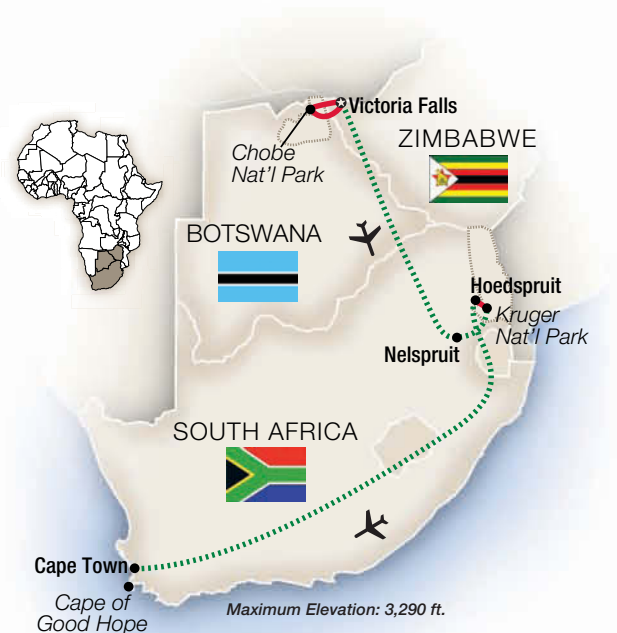 Victoria Falls
ZIMBABWE
Chobe
Nat'l Park
BOTSWANA
Hoedspruit
Kruger
Nat'l Park
Nelspruit
SOUTH AFRICA
Cape Town
Cape of
Good Hope
Maximum Elevation: 3,290 ft.